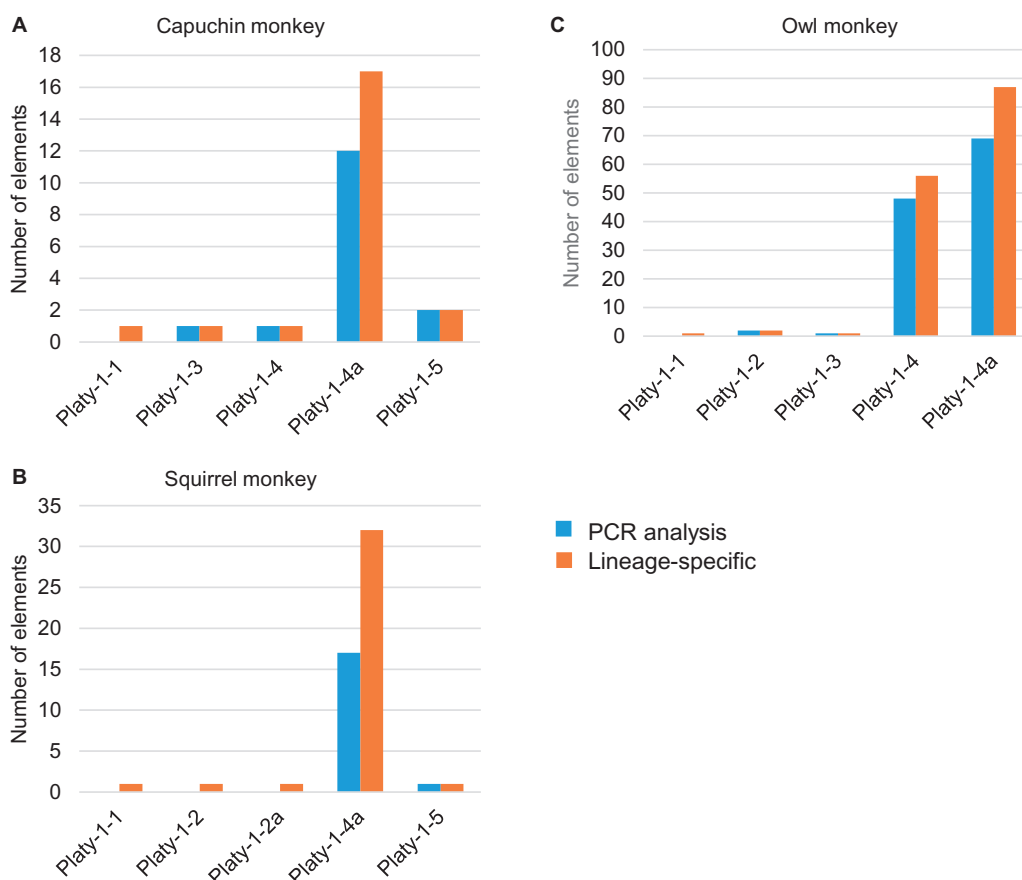 A
Capuchin monkey
Number of elements
18
16
14
12
10
8
6
4
2
0
Platy-1-1
Platy-1-3
Platy-1-4
Platy-1-4a
Platy-1-5
B
Squirrel monkey
Number of elements
35
30
25
20
15
10
5
0
Platy-1-1
Platy-1-2
Platy-1-2a
Platy-1-4a
Platy-1-5
C
Owl monkey
Number of elements
100
90
80
70
60
50
40
30
20
10
0
Platy-1-1
Platy-1-2
Platy-1-3
Platy-1-4
Platy-1-4a
PCR analysis
Lineage-specific